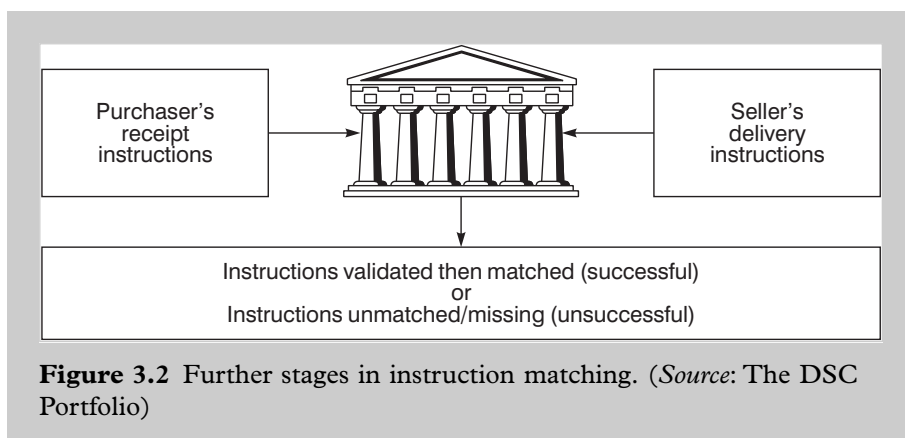 Purchaser's
receipt
instructions
Seller's
delivery
instructions
Instructions validated then matched (successful)
or
Instructions unmatched/missing (unsuccessful)
Figure 3.2 Further stages in instruction matching. (Source: The DSC
Portfolio)